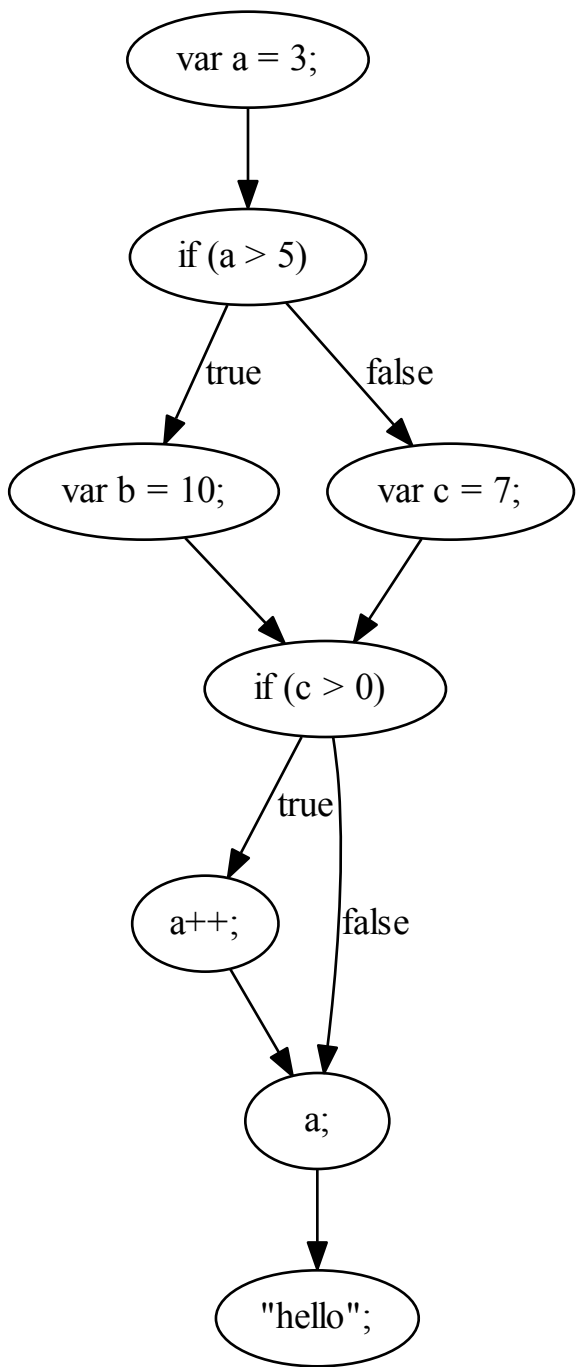 var a = 3;
if (a > 5)
true
false
var b = 10;
var c = 7;
if (c > 0)
true
a++;
false
a;
"hello";